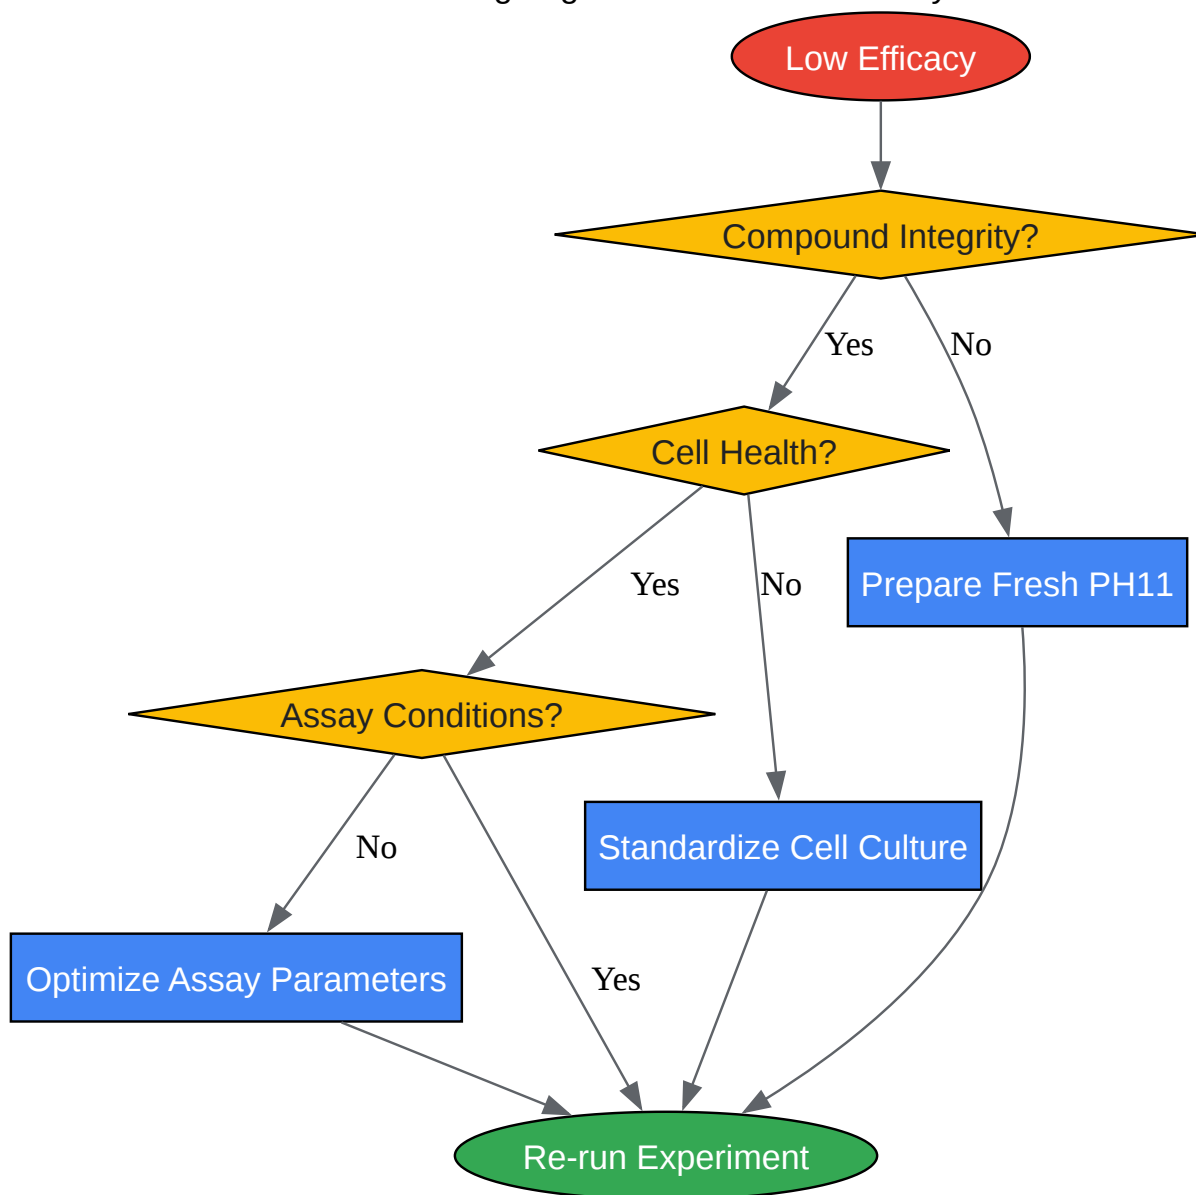 Low Efficacy
Compound Integrity?
Yes
No
Cell Health?
Yes
No
Prepare Fresh PH11
Assay Conditions?
No
Standardize Cell Culture
Optimize Assay Parameters
Yes
Re-run Experiment